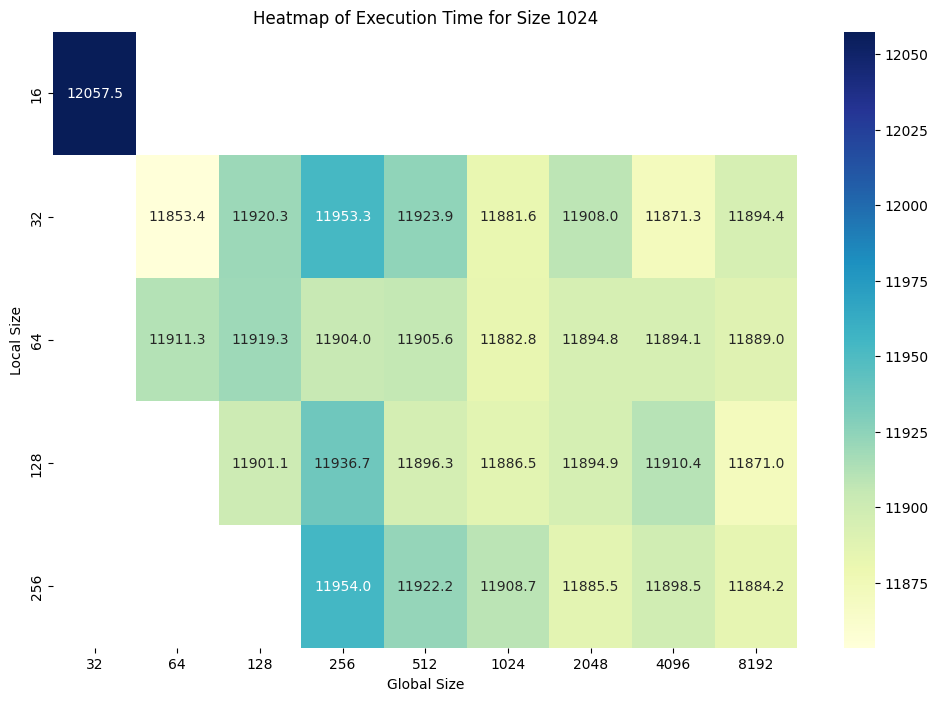 Heatmap of Execution Time for Size 1024
Local Size
16
12057.5
32
11853.4 11920.3 11953.3 11923.9 11881.6 11908.0 11871.3 11894.4
64
11911.3 11919.3 11904.0 11905.6 11882.8 11894.8 11894.1 11889.0
128
11901.1 11936.7 11896.3 11886.5 11894.9 11910.4 11871.0
256
11954.0 11922.2 11908.7 11885.5 11898.5 11884.2
32 64 128 256 512 1024 2048 4096 8192
Global Size
12050
12025
12000
11975
11950
11925
11900
11875